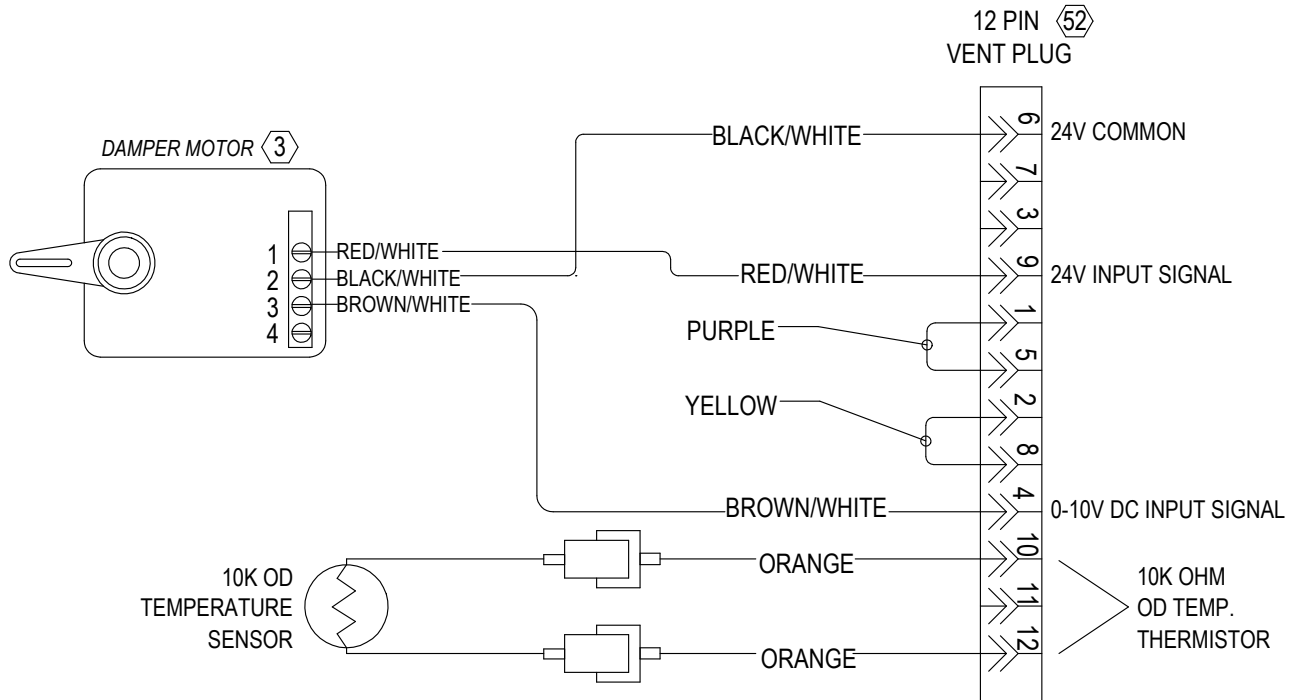 12 PIN 52
VENT PLUG
DAMPER MOTOR 3
BLACK/WHITE
6
24V COMMON
7
3
1
RED/WHITE
2
BLACK/WHITE
3
BROWN/WHITE
4
RED/WHITE
9
24V INPUT SIGNAL
PURPLE
1
5
YELLOW
2
8
BROWN/WHITE
4
0-10V DC INPUT SIGNAL
10K OD
TEMPERATURE
SENSOR
ORANGE
10
11
ORANGE
12
10K OHM
OD TEMP.
THERMISTOR